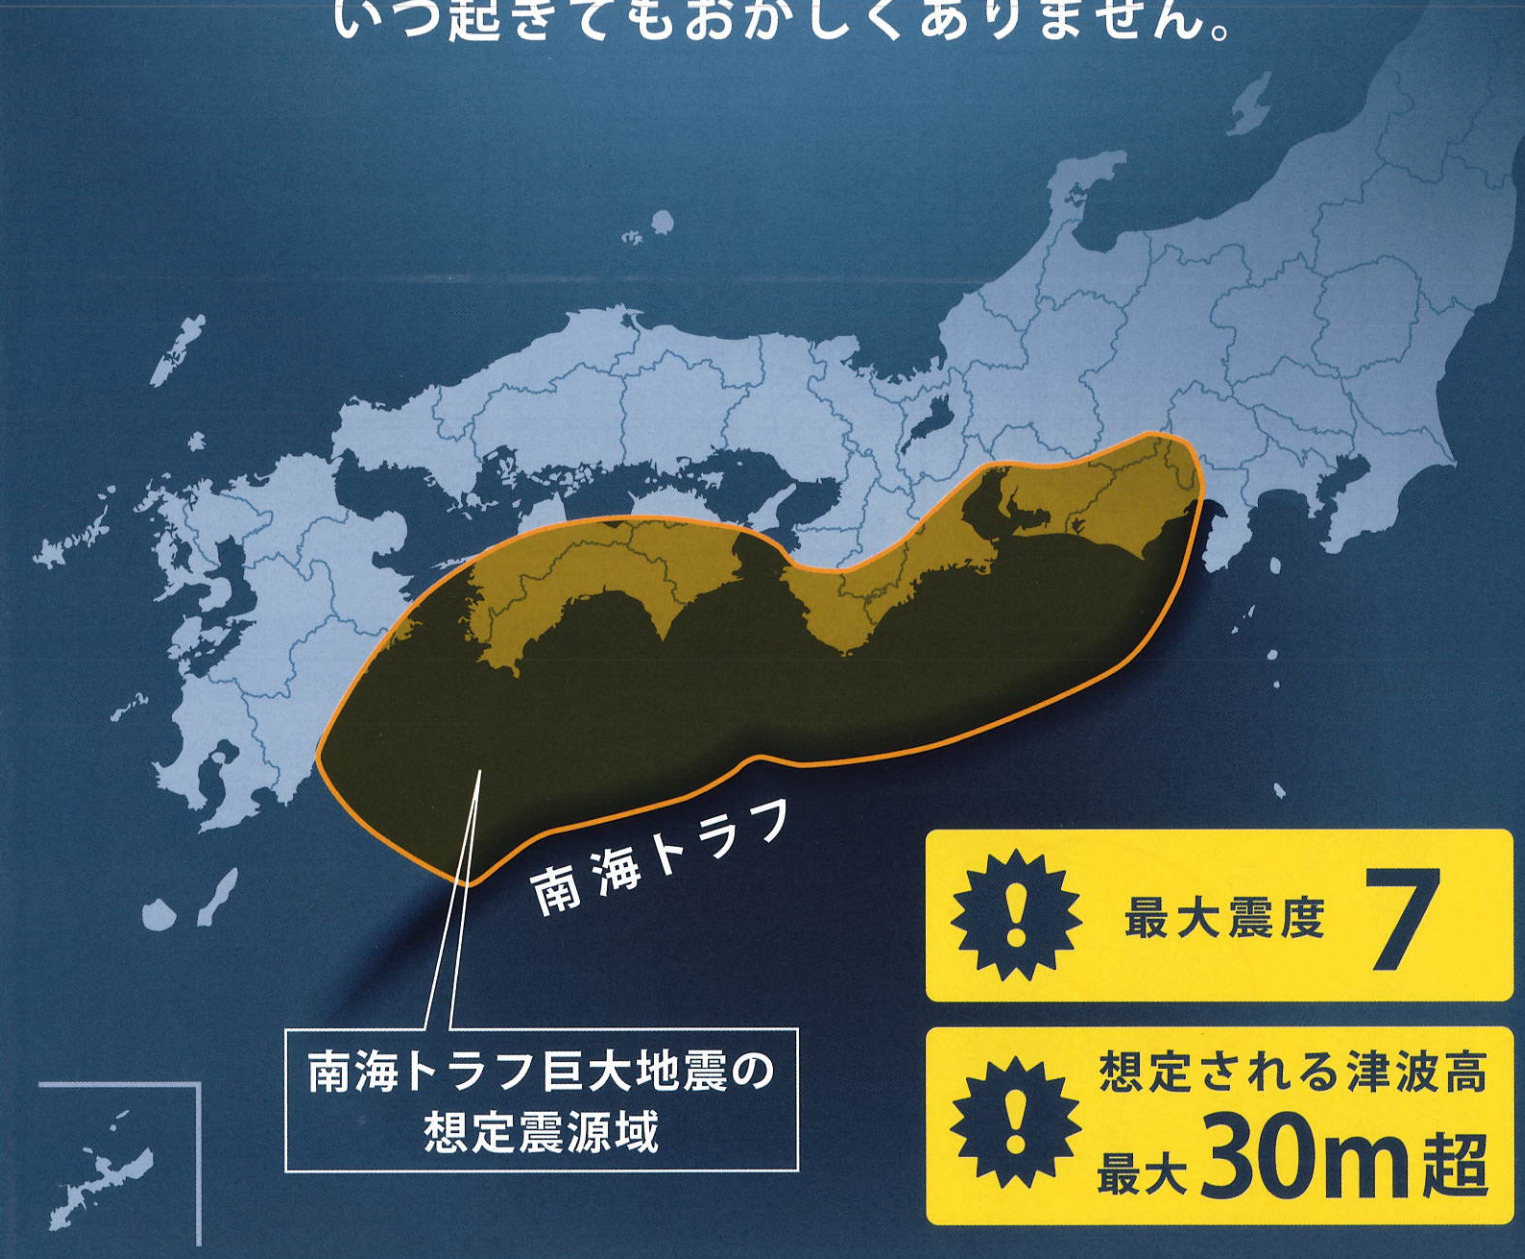 いつ起きてもおかしくありません。
南海トラフ
南海トラフ巨大地震の
想定震源域
最大震度 7
想定される津波高
最大30m超